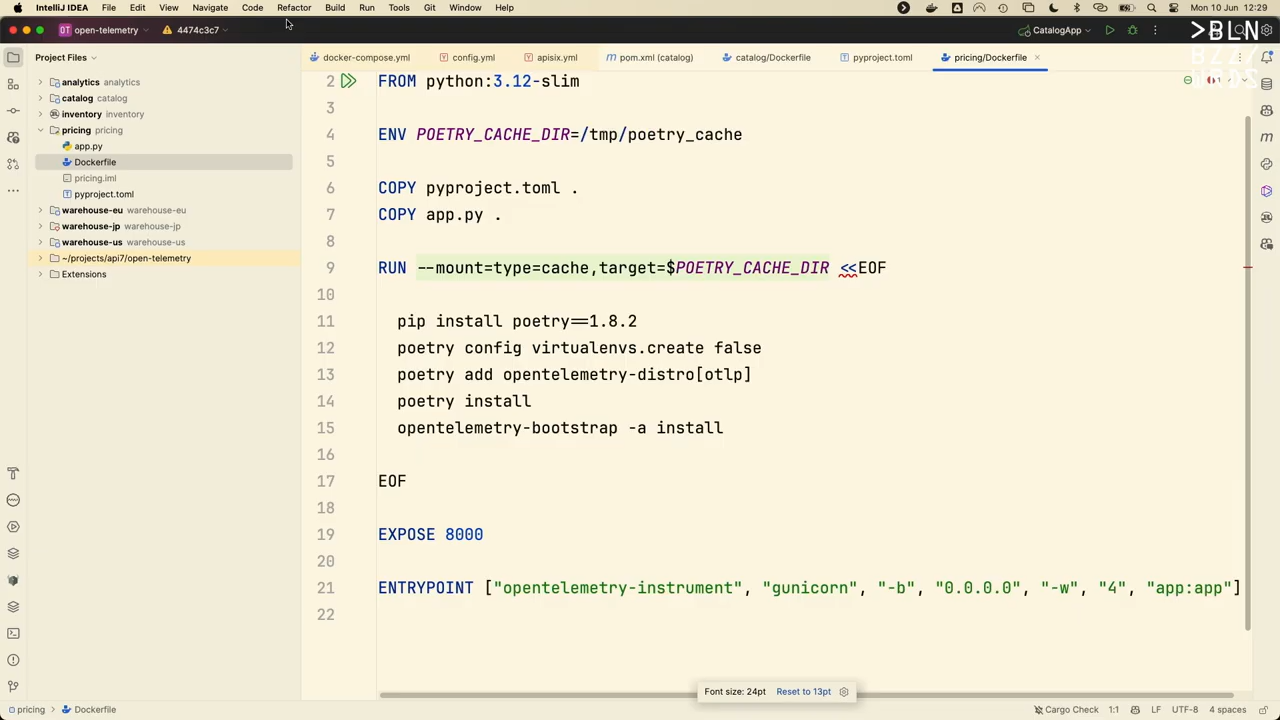 IntelliJ IDEA File Edit View Navigate Code Refactor Build Run Tools Git Window Help Mon 10 Jun 12:29
OT open-telemetry 4474c3c7 CatalogApp
>BLN
BZZ/
WRDS
Project Files docker-compose.yml config.yml apisix.yml pom.xml (catalog) catalog/Dockerfile pyproject.toml pricing/Dockerfile
analytics analytics
catalog catalog
inventory inventory
pricing pricing
app.py
Dockerfile
pricing.iml
pyproject.toml
warehouse-eu warehouse-eu
warehouse-jp warehouse-jp
warehouse-us warehouse-us
~/projects/api7/open-telemetry
Extensions
2 FROM python:3.12-slim
3
4 ENV POETRY_CACHE_DIR=/tmp/poetry_cache
5
6 COPY pyproject.toml .
7 COPY app.py .
8
9 RUN --mount=type=cache,target=$POETRY_CACHE_DIR <<EOF
10
11 pip install poetry==1.8.2
12 poetry config virtualenvs.create false
13 poetry add opentelemetry-distro[otlp]
14 poetry install
15 opentelemetry-bootstrap -a install
16
17 EOF
18
19 EXPOSE 8000
20
21 ENTRYPOINT ["opentelemetry-instrument", "gunicorn", "-b", "0.0.0.0", "-w", "4", "app:app"]
22
Font size: 24pt Reset to 13pt
pricing > Dockerfile Cargo Check 1:1 LF UTF-8 4 spaces